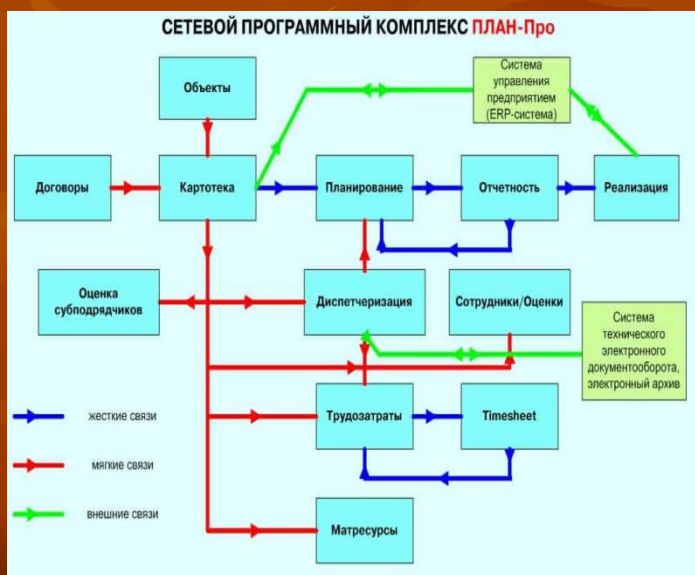 СЕТЕВОЙ ПРОГРАММНЫЙ КОМПЛЕКС ПЛАН-Про
Объекты
Система
управления
предприятием
(ERP-система)
Договоры
Картотека
Планирование
Отчетность
Реализация
Оценка
субподрядчиков
Диспетчеризация
Сотрудники/Оценки
Система
технического
электронного
документооборота,
электронный архив
жесткие связи
Трудозатраты
Timesheet
мягкие связи
внешние связи
Матресурсы